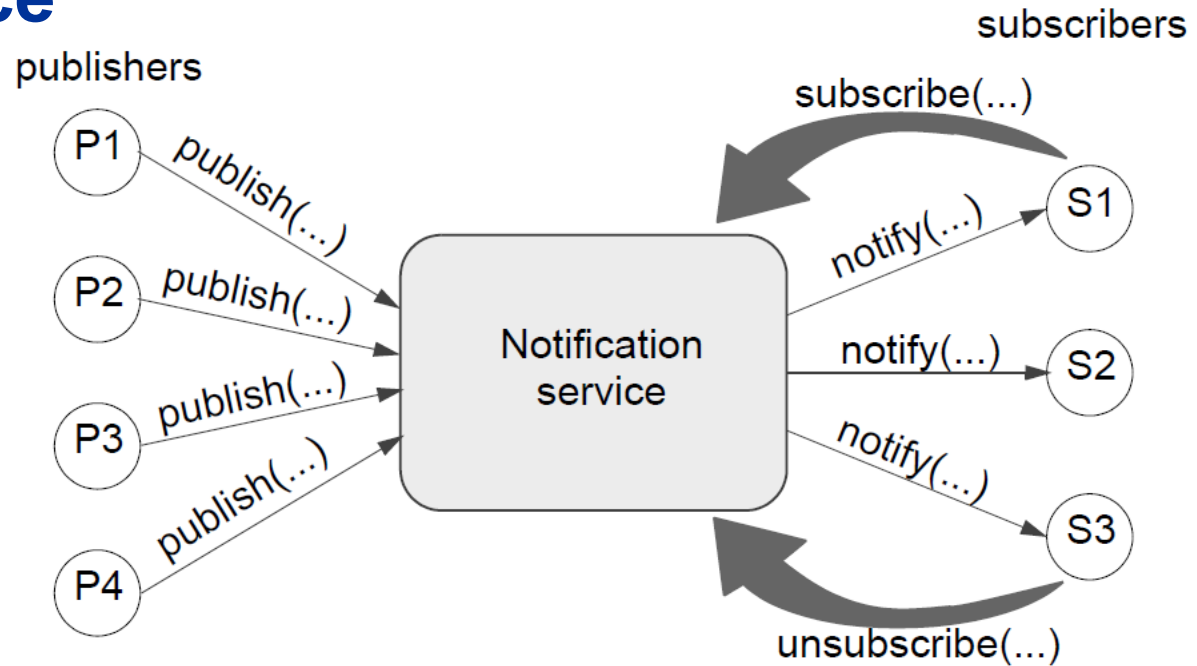 publishers
subscribers
subscribe(...)
P1
publish(...)
P2
publish(...)
P3
publish(...)
P4
publish(...)
Notification
service
notify(...)
S1
notify(...)
S2
notify(...)
S3
unsubscribe(...)